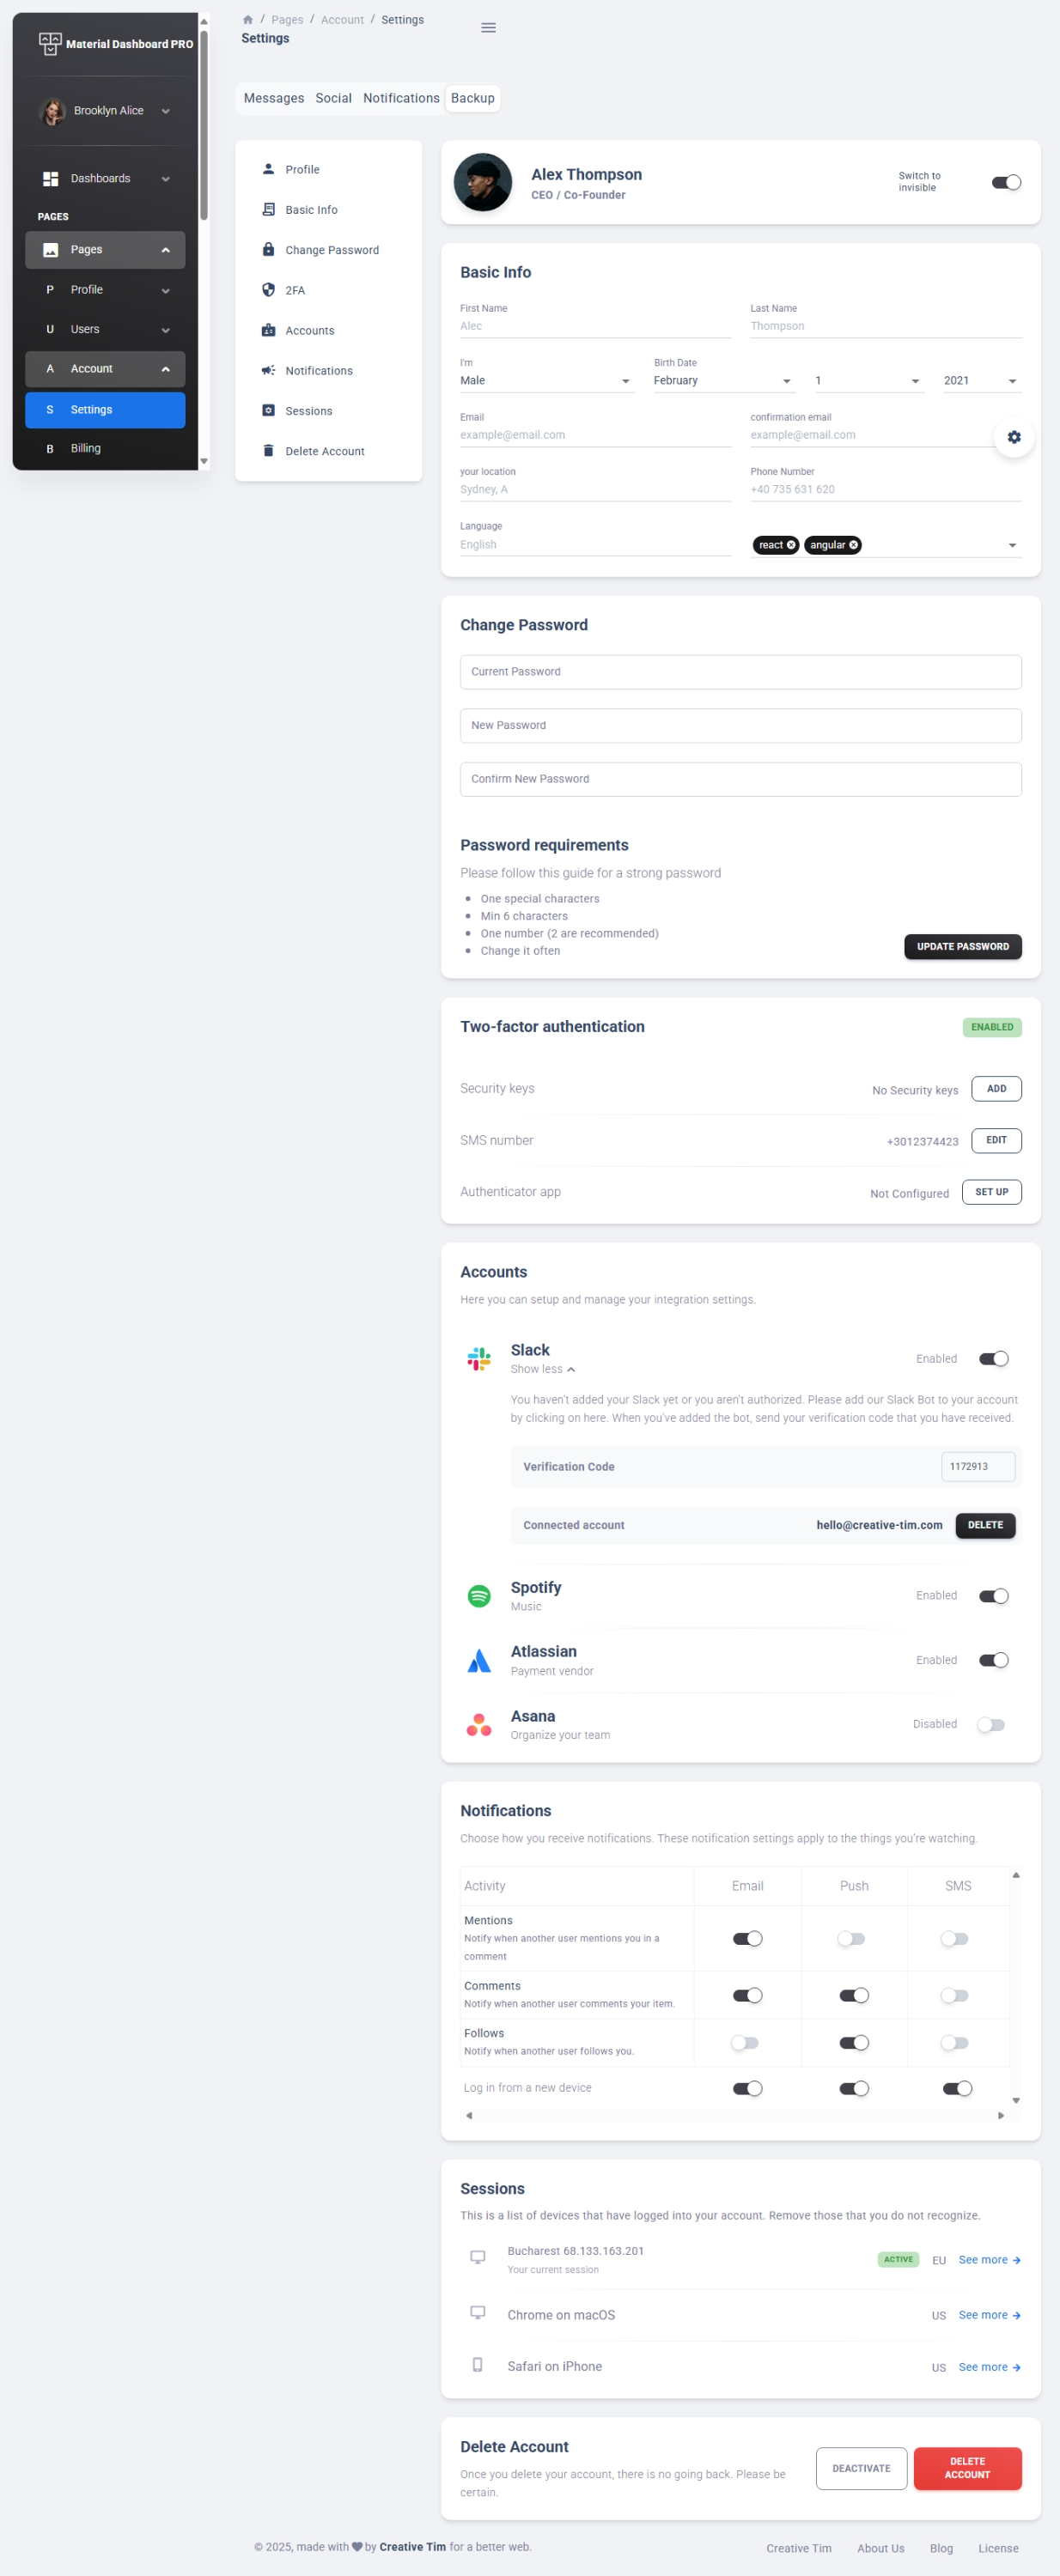 Material Dashboard PRO
Brooklyn Alice
Dashboards
PAGES
Pages
P Profile
U Users
A Account
S Settings
B Billing
/ Pages / Account / Settings
Settings
Messages Social Notifications Backup
Profile
Basic Info
Change Password
2FA
Accounts
Notifications
Sessions
Delete Account
Alex Thompson
CEO / Co-Founder
Switch to
invisible
Basic Info
First Name Last Name
Alec Thompson
I'm Birth Date
Male February 1 2021
Email confirmation email
example@email.com example@email.com
your location Phone Number
Sydney, A +40 735 631 620
Language
English react angular
Change Password
Current Password
New Password
Confirm New Password
Password requirements
Please follow this guide for a strong password
One special characters
Min 6 characters
One number (2 are recommended)
Change it often
UPDATE PASSWORD
Two-factor authentication ENABLED
Security keys No Security keys ADD
SMS number +3012374423 EDIT
Authenticator app Not Configured SET UP
Accounts
Here you can setup and manage your integration settings.
Slack
Show less
Enabled
You haven't added your Slack yet or you aren't authorized. Please add our Slack Bot to your account
by clicking on here. When you've added the bot, send your verification code that you have received.
Verification Code 1172913
Connected account hello@creative-tim.com DELETE
Spotify
Music
Enabled
Atlassian
Payment vendor
Enabled
Asana
Organize your team
Disabled
Notifications
Choose how you receive notifications. These notification settings apply to the things you're watching.
Activity Email Push SMS
Mentions
Notify when another user mentions you in a
comment
Comments
Notify when another user comments your item.
Follows
Notify when another user follows you.
Log in from a new device
Sessions
This is a list of devices that have logged into your account. Remove those that you do not recognize.
Bucharest 68.133.163.201
Your current session
ACTIVE EU See more
Chrome on macOS US See more
Safari on iPhone US See more
Delete Account
Once you delete your account, there is no going back. Please be
certain.
DEACTIVATE
DELETE
ACCOUNT
© 2025, made with by Creative Tim for a better web.
Creative Tim About Us Blog License